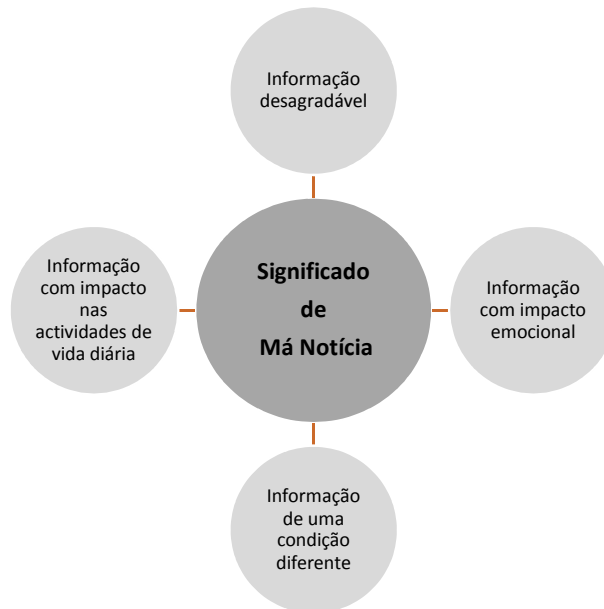 Informação
desagradável
Informação
com impacto
nas
actividades de
vida diária
Significado
de
Má Notícia
Informação
com impacto
emocional
Informação
de uma
condição
diferente